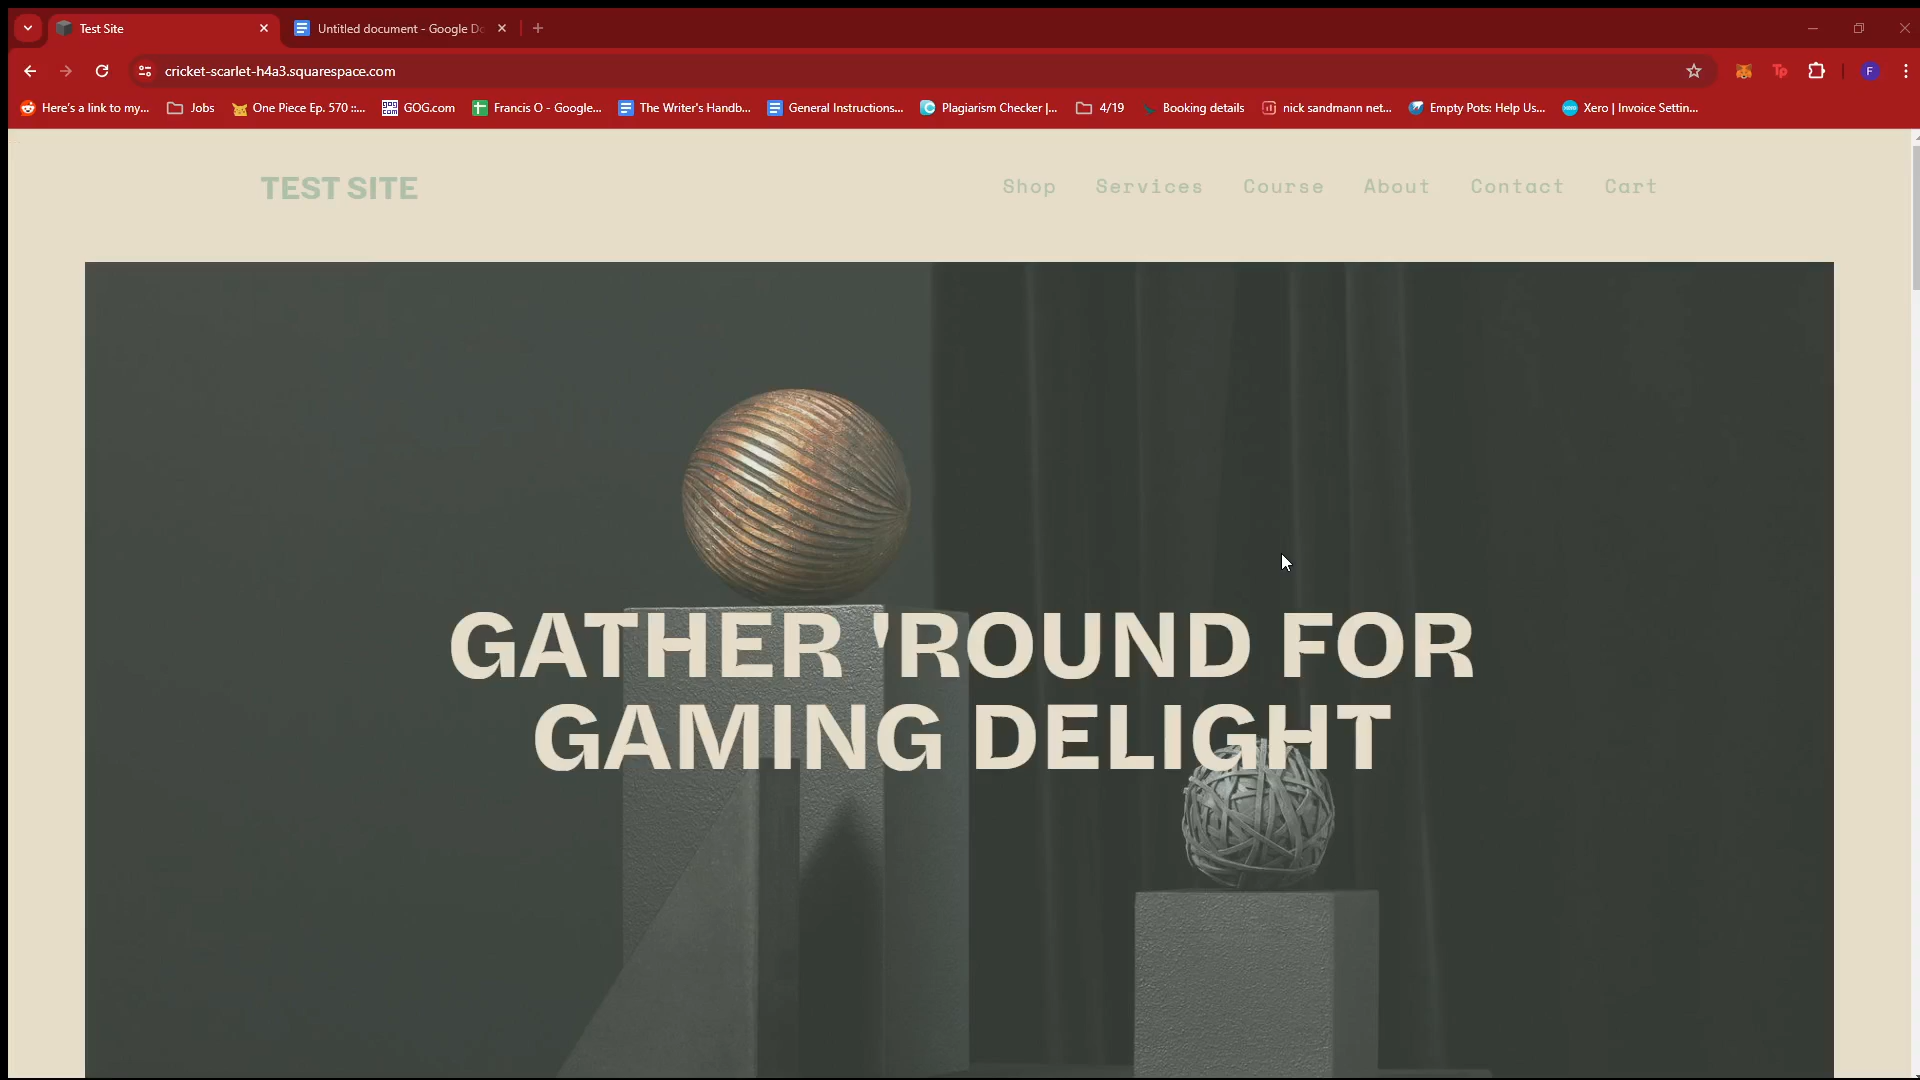 Test Site
Untitled document - Google Do
cricket-scarlet-h4a3.squarespace.com
Tp
F
Here's a link to my...
Jobs
One Piece Ep. 570 ::...
GOG.com
Francis O - Google...
The Writer's Handb...
General Instructions...
Plagiarism Checker |...
4/19
Booking details
nick sandmann net...
Empty Pots: Help Us...
Xero | Invoice Settin...
TEST SITE
Shop
Services
Course
About
Contact
Cart
GATHER 'ROUND FOR
GAMING DELIGHT